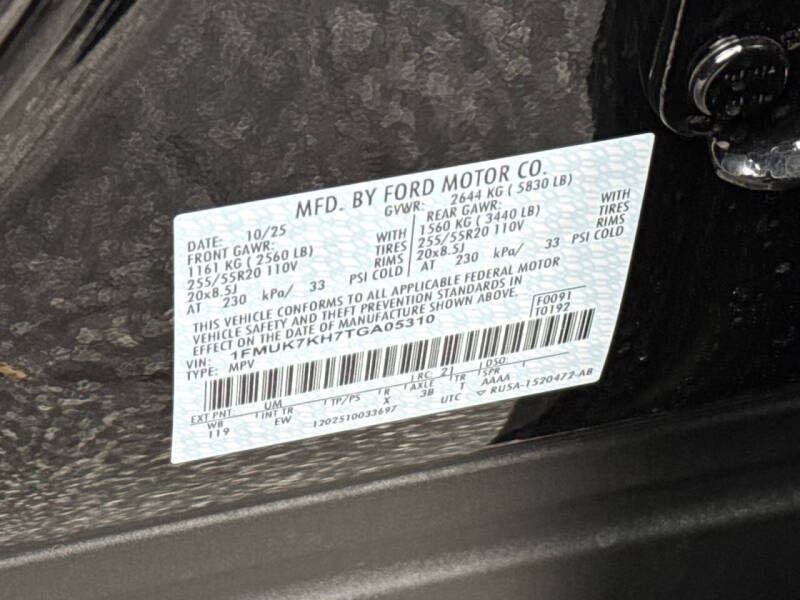 MFD. BY FORD MOTOR CO.
DATE: 10/25 GVWR: 2644 KG ( 5830 LB)
FRONT GAWR: WITH REAR GAWR: WITH
1161 KG ( 2560 LB) TIRES 1560 KG ( 3440 LB) TIRES
255/55R20 110V RIMS 255/55R20 110V RIMS
20x8.5J PSI COLD 20x8.5J PSI COLD
AT 230 kPa/ 33 AT 230 kPa/ 33
THIS VEHICLE CONFORMS TO ALL APPLICABLE FEDERAL MOTOR
VEHICLE SAFETY AND THEFT PREVENTION STANDARDS IN
EFFECT ON THE DATE OF MANUFACTURE SHOWN ABOVE.
F0091
T0192
VIN: 1FMUK7KH7TGA05310
TYPE: MPV
EXT PNT: UM RC: 21 DSO:
WB INT TR TP/PS R AXLE TR SPR
119 EW X 3B T AAAA
120251003​3697 UTC RUSA-1520472-AB